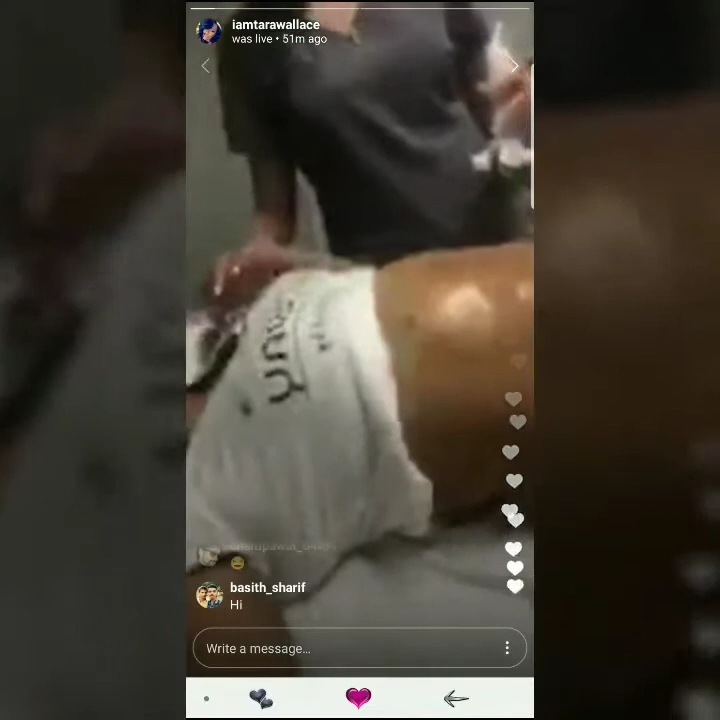 iamtarawallace
was live • 51m ago
basith_sharif
Hi
Write a message...